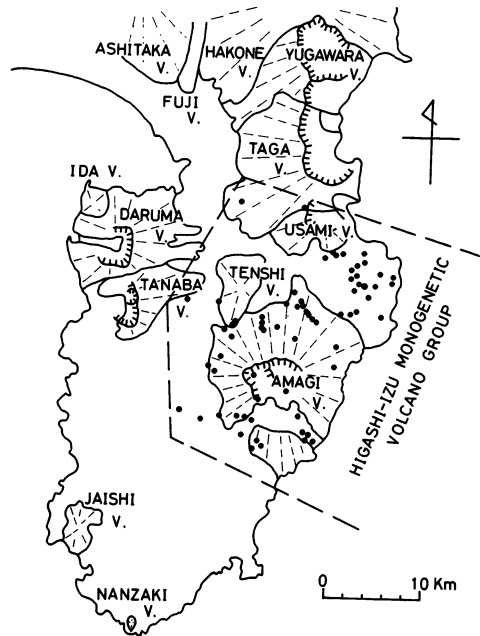 ASHITAKA
V.
HAKONE
V.
YUGAWARA
V.
FUJI
V.
TAGA
V.
IDA V.
DARUMA
V.
USAMI V.
TANABA
V.
TENSHI
V.
AMAGI
V.
HIGASHI-IZU MONOGENETIC
VOLCANO GROUP
JAISHI
V.
NANZAKI
V.
0 10 Km